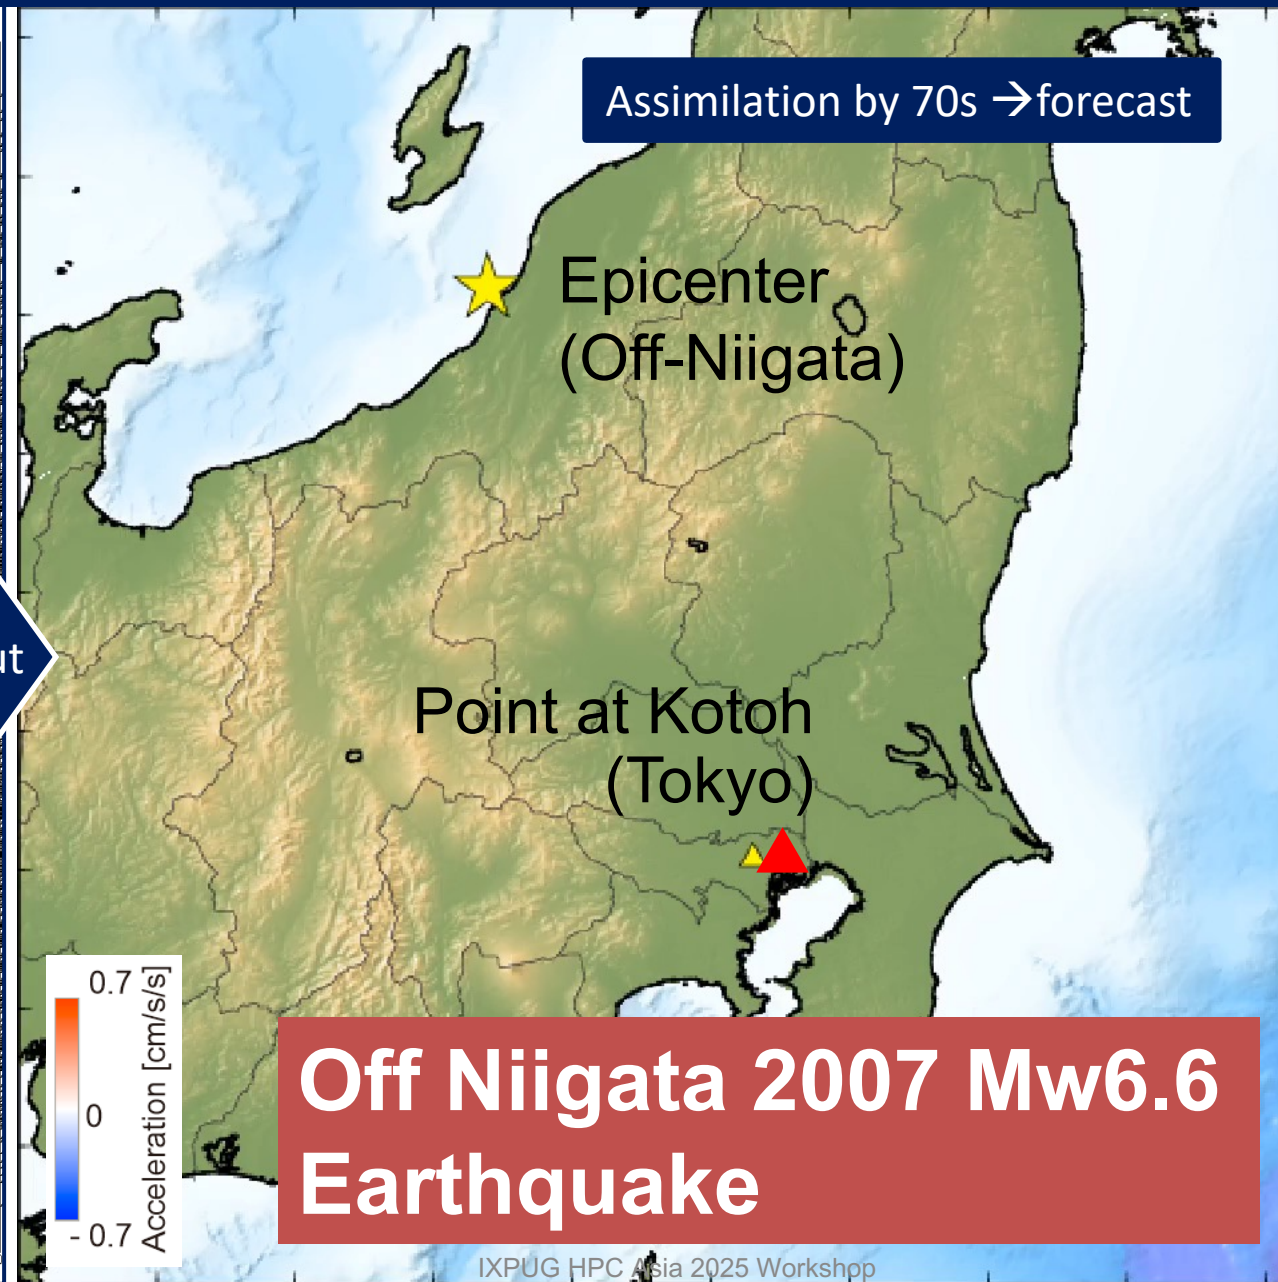 Assimilation by 70s →forecast
Epicenter
(Off-Niigata)
Point at Kotoh
(Tokyo)
0.7
0
- 0.7
Acceleration [cm/s/s]
Off Niigata 2007 Mw6.6
Earthquake
IXPUG HPC Asia 2025 Workshop